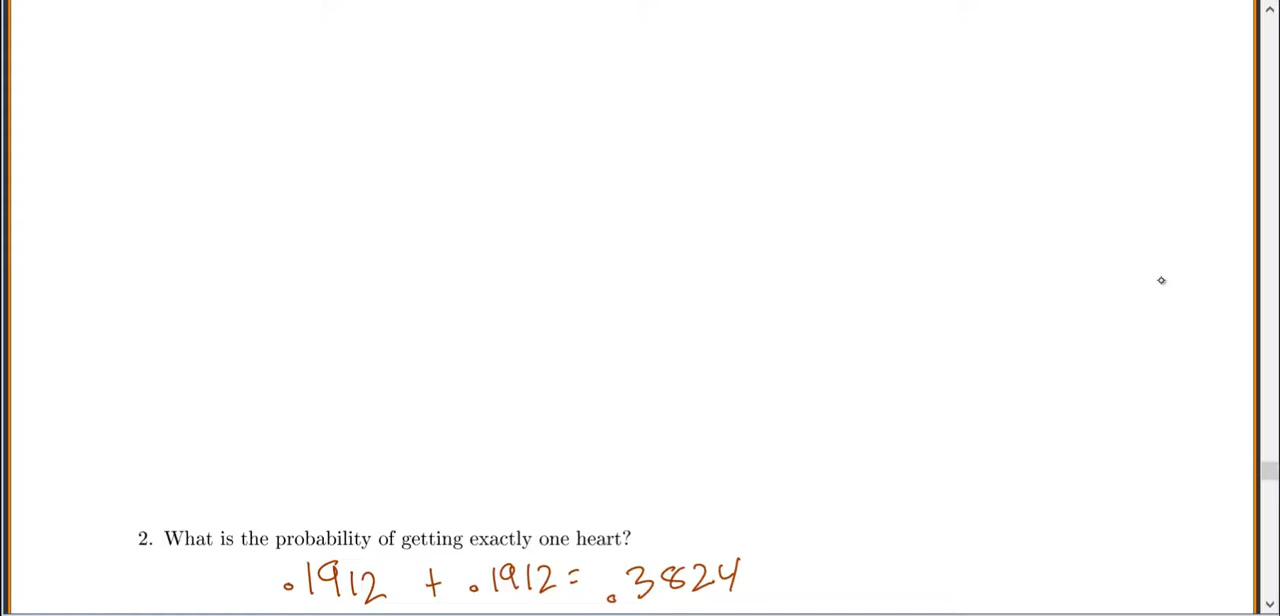 2. What is the probability of getting exactly one heart?
.1912 + .1912 = .3824